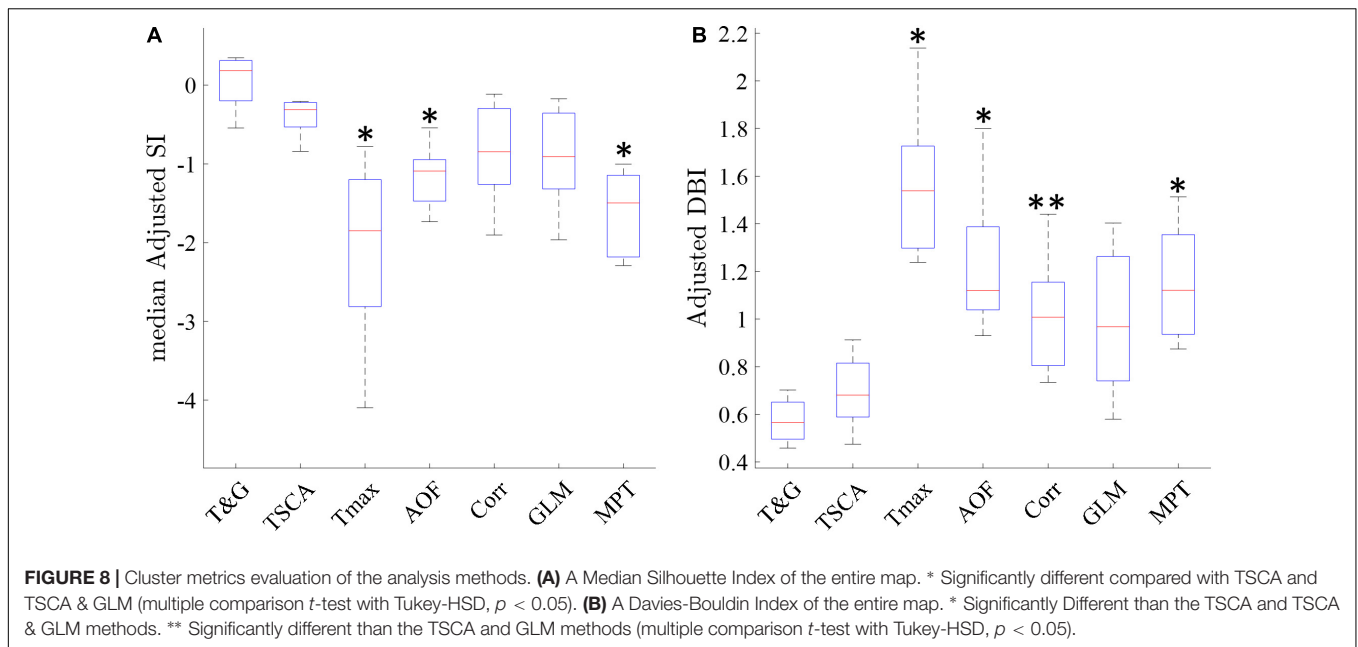 A
median Adjusted SI
0
-1
-2
-3
-4
*
*
*
T&G
TSCA
Tmax
AOF
Corr
GLM
MPT
B
Adjusted DBI
2.2
2
1.8
1.6
1.4
1.2
1
0.8
0.6
0.4
*
*
**
*
T&G
TSCA
Tmax
AOF
Corr
GLM
MPT
FIGURE 8 | Cluster metrics evaluation of the analysis methods. (A) A Median Silhouette Index of the entire map. * Significantly different compared with TSCA and
TSCA & GLM (multiple comparison t-test with Tukey-HSD, p < 0.05). (B) A Davies-Bouldin Index of the entire map. * Significantly Different than the TSCA and TSCA
& GLM methods. ** Significantly different than the TSCA and GLM methods (multiple comparison t-test with Tukey-HSD, p < 0.05).